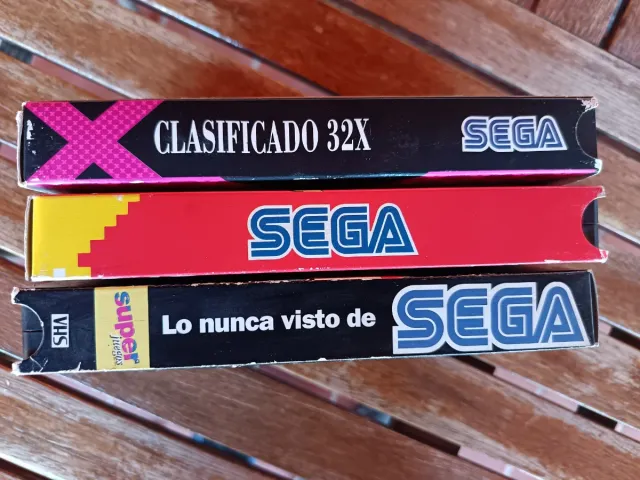 CLASIFICADO 32X SEGA
SEGA
VHS super juegos Lo nunca visto de SEGA